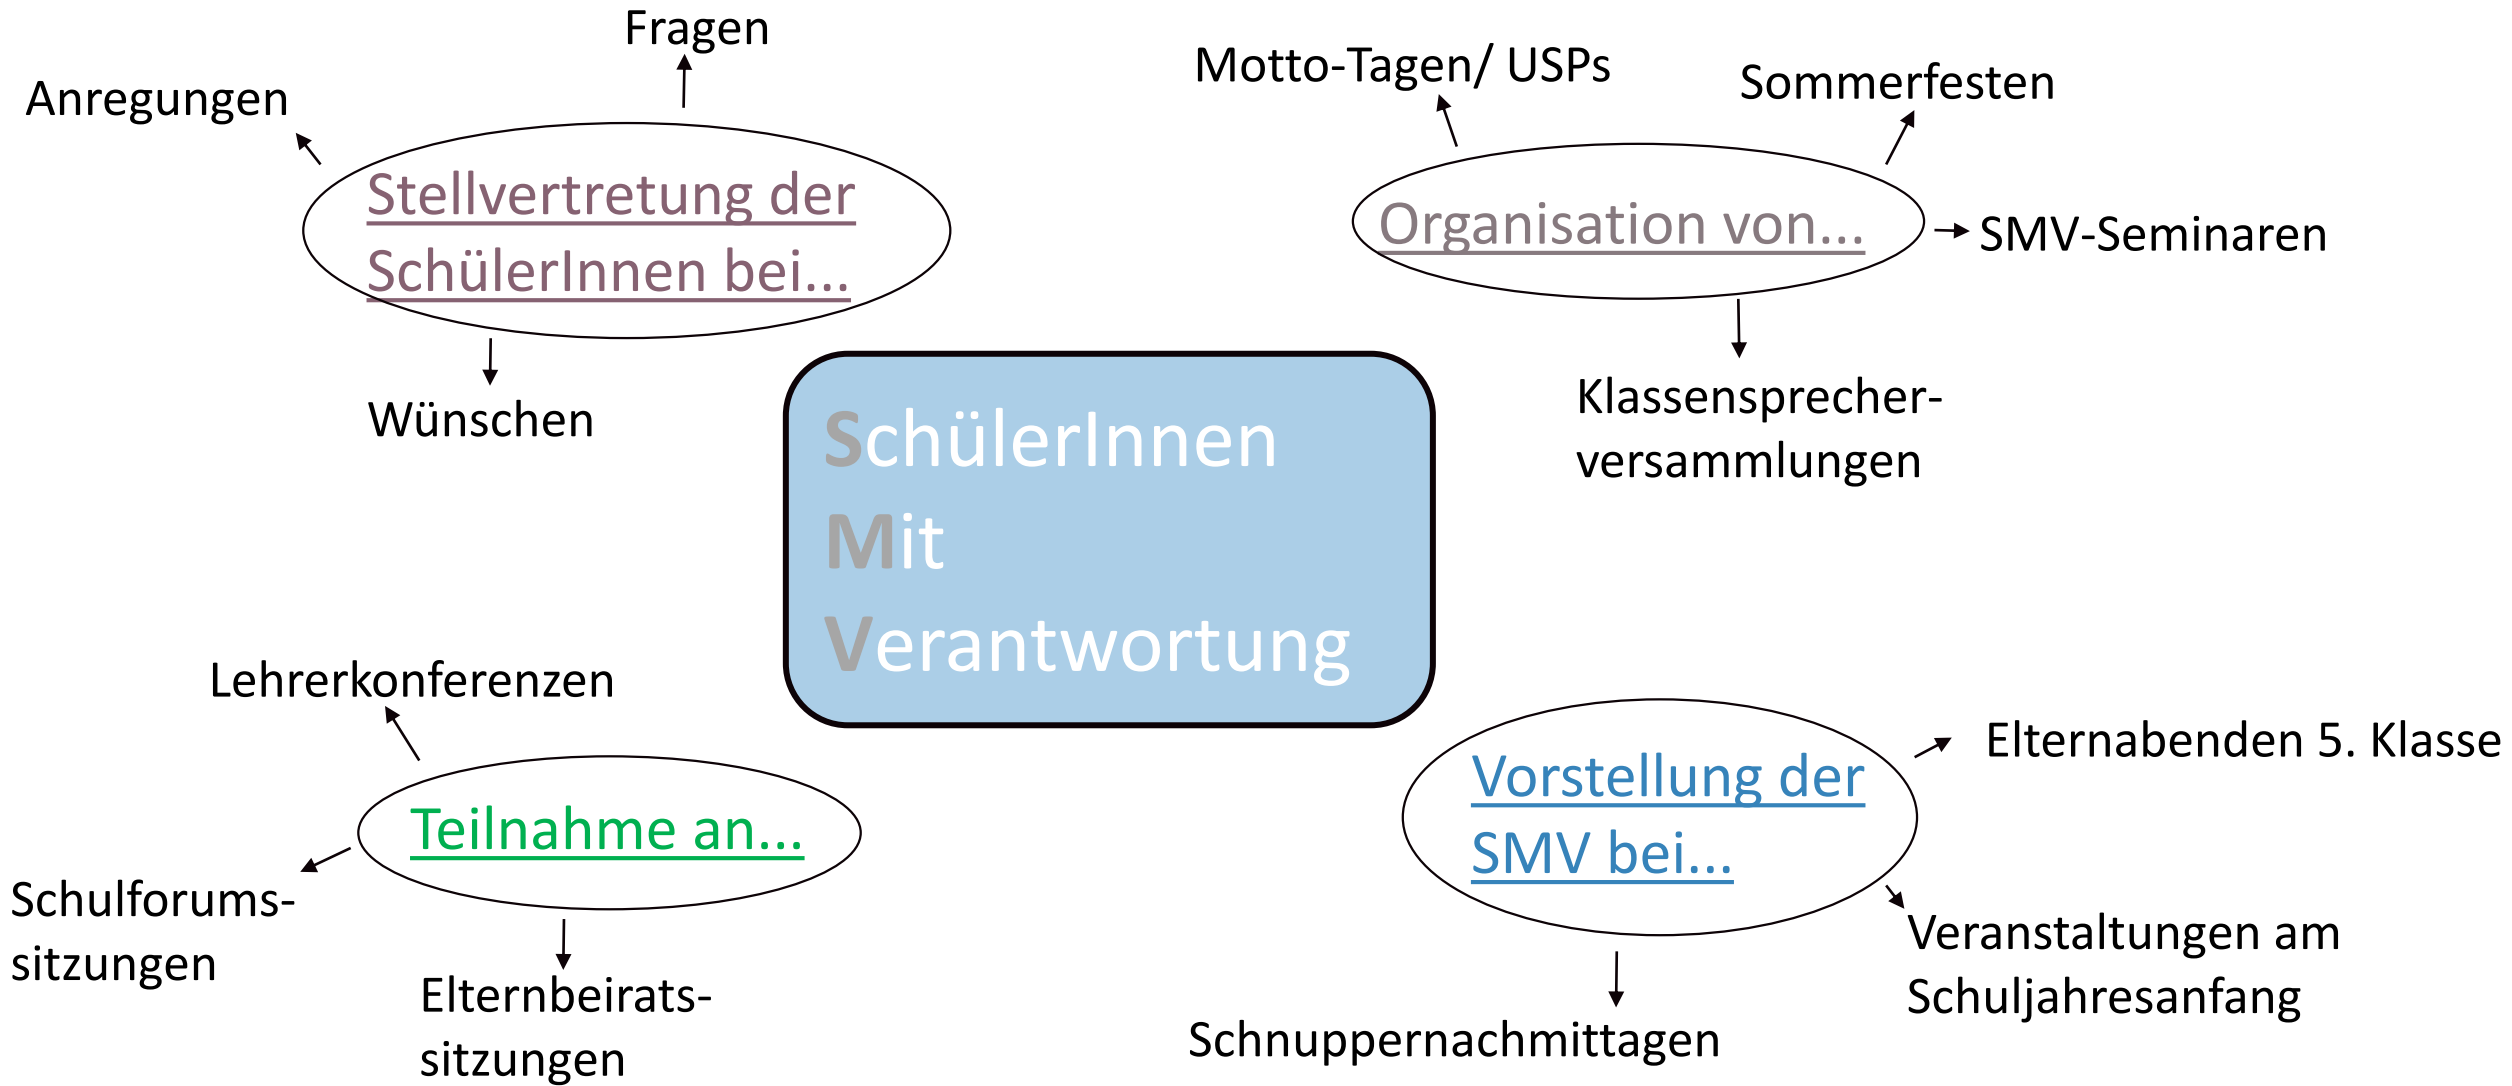 Fragen
Anregungen
Stellvertretung der
SchülerInnen bei...
Wünschen
Motto-Tagen/ USPs
Sommerfesten
Organisation von...
SMV-Seminaren
Klassensprecher-
versammlungen
SchülerInnen
Mit
Verantwortung
Lehrerkonferenzen
Teilnahme an...
Schulforums-
sitzungen
Elternbeirats-
sitzungen
Elternabenden 5. Klasse
Vorstellung der
SMV bei...
Veranstaltungen am
Schuljahresanfang
Schnuppernachmittagen